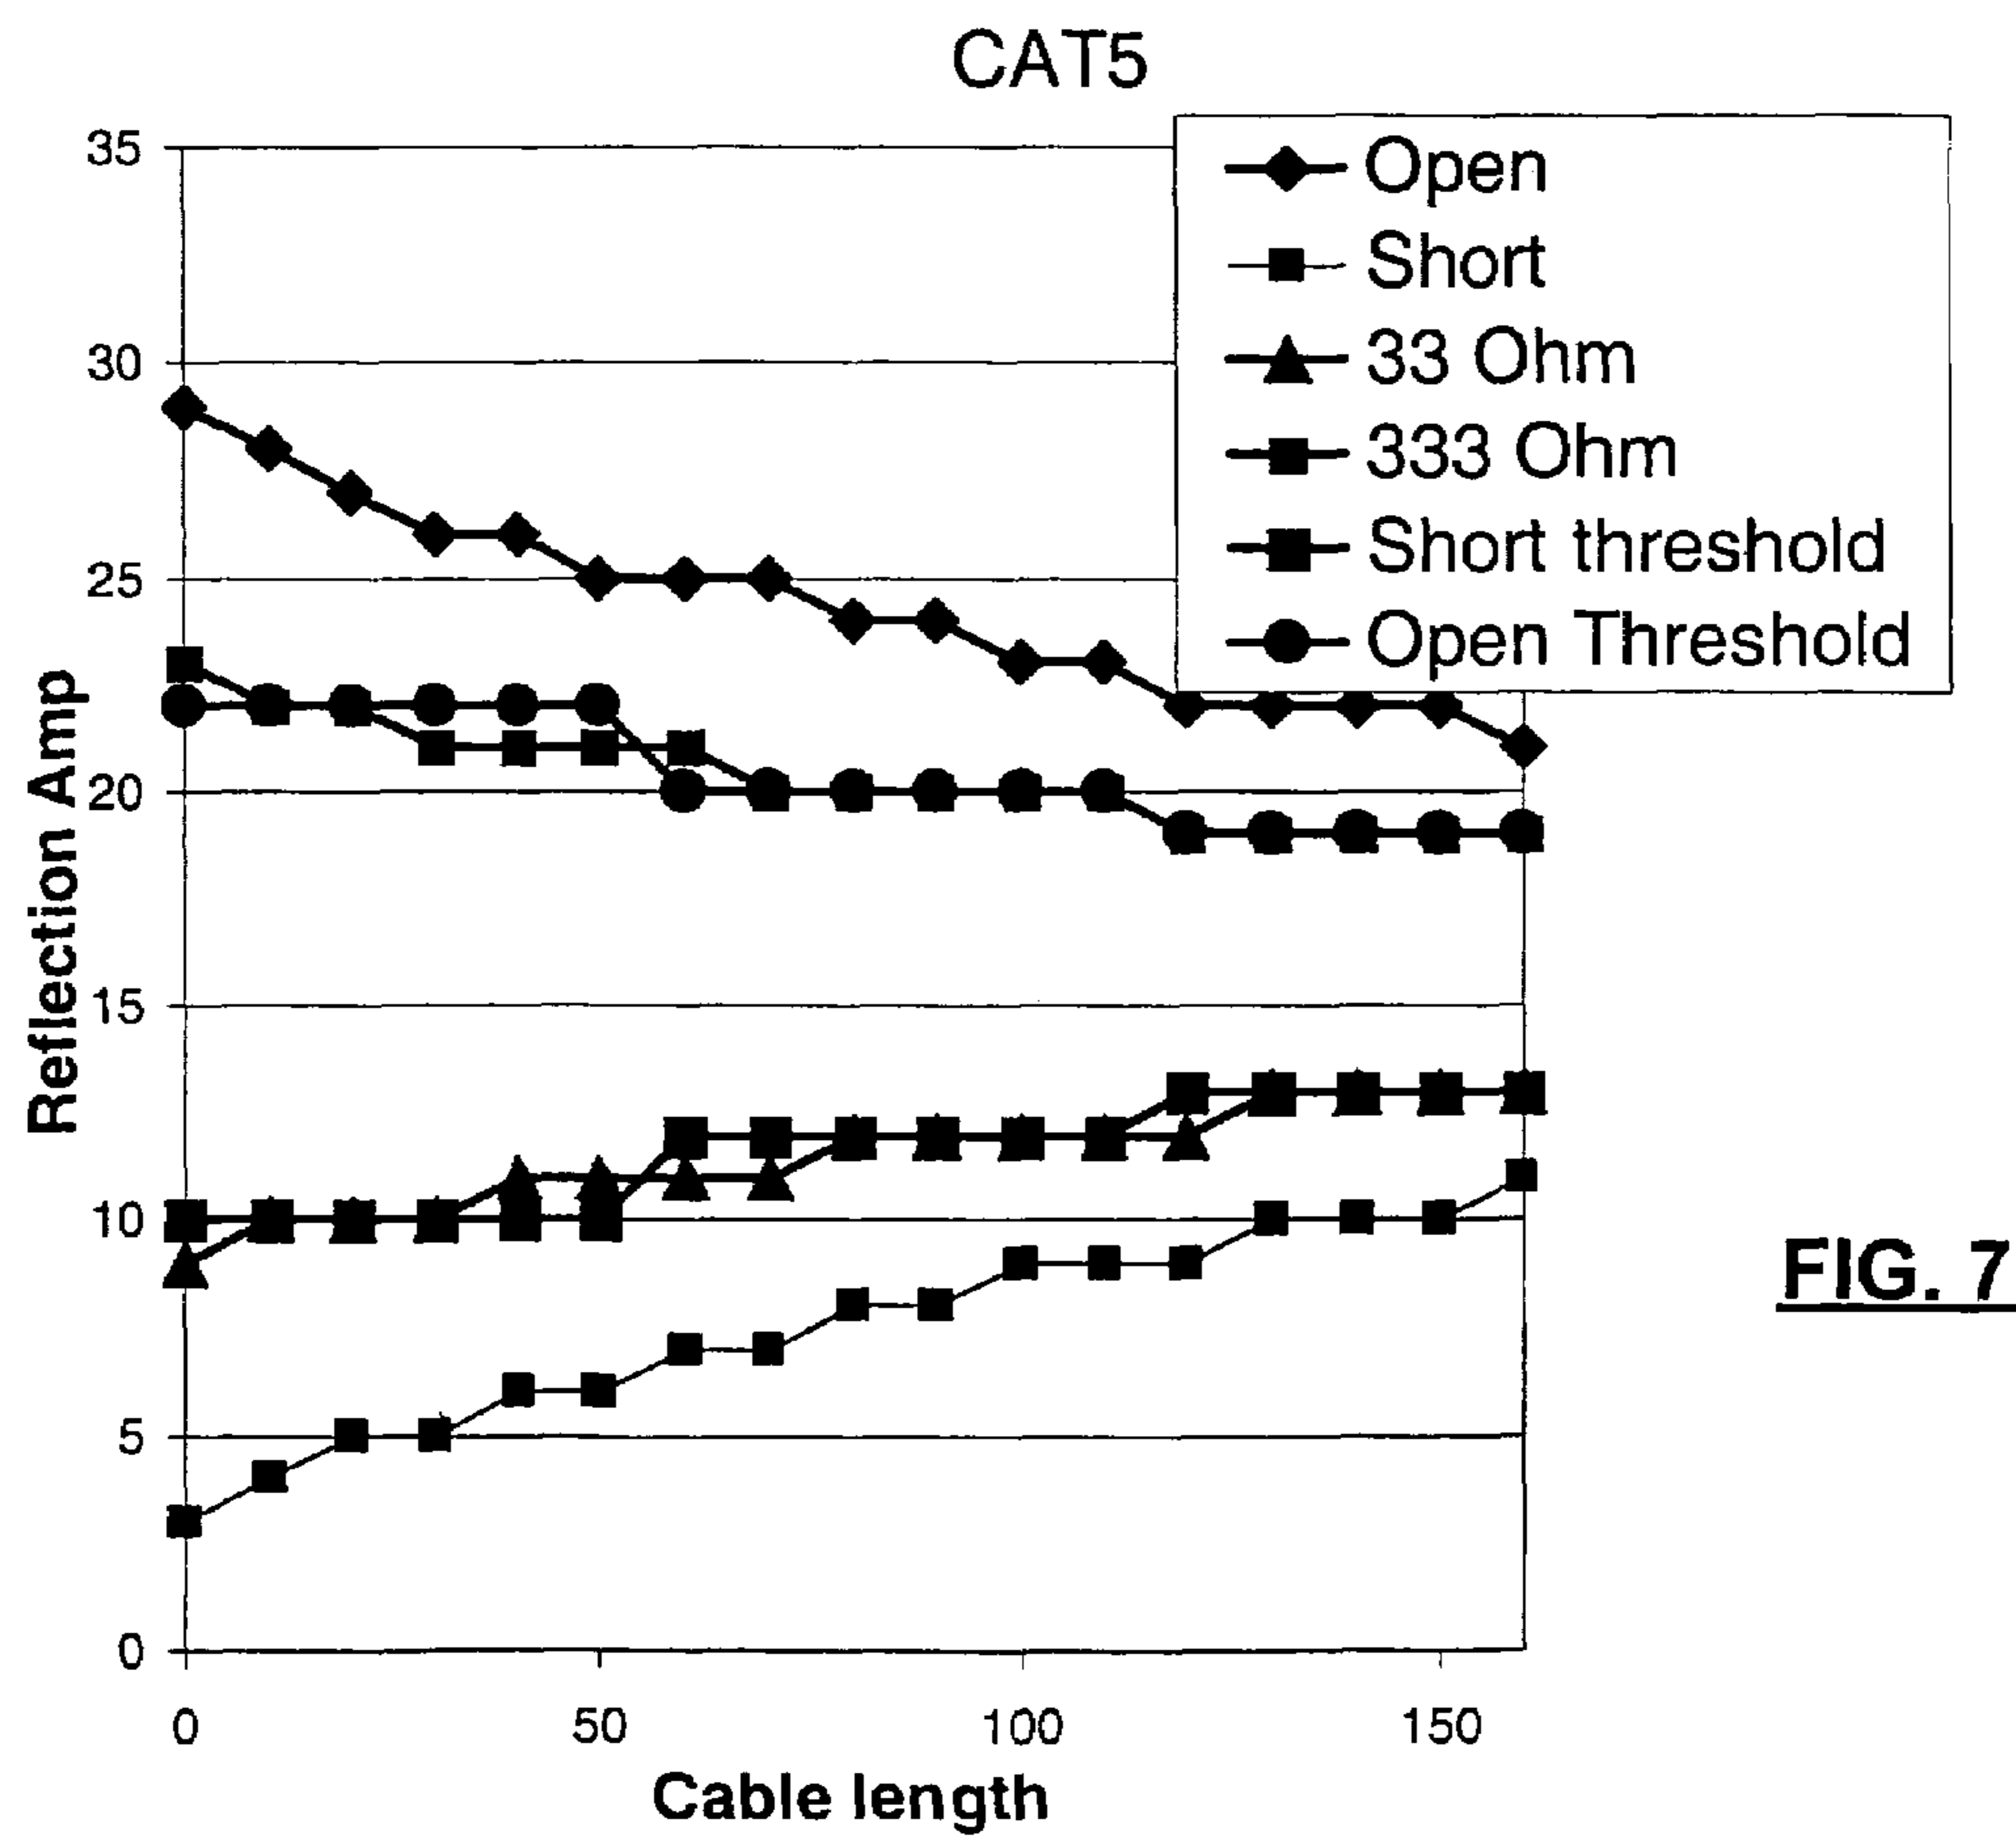 CAT5
Open
Short
33 Ohm
333 Ohm
Short threshold
Open Threshold
Reflection Amp
35
30
25
20
15
10
5
0
0 50 100 150
Cable length
FIG. 7